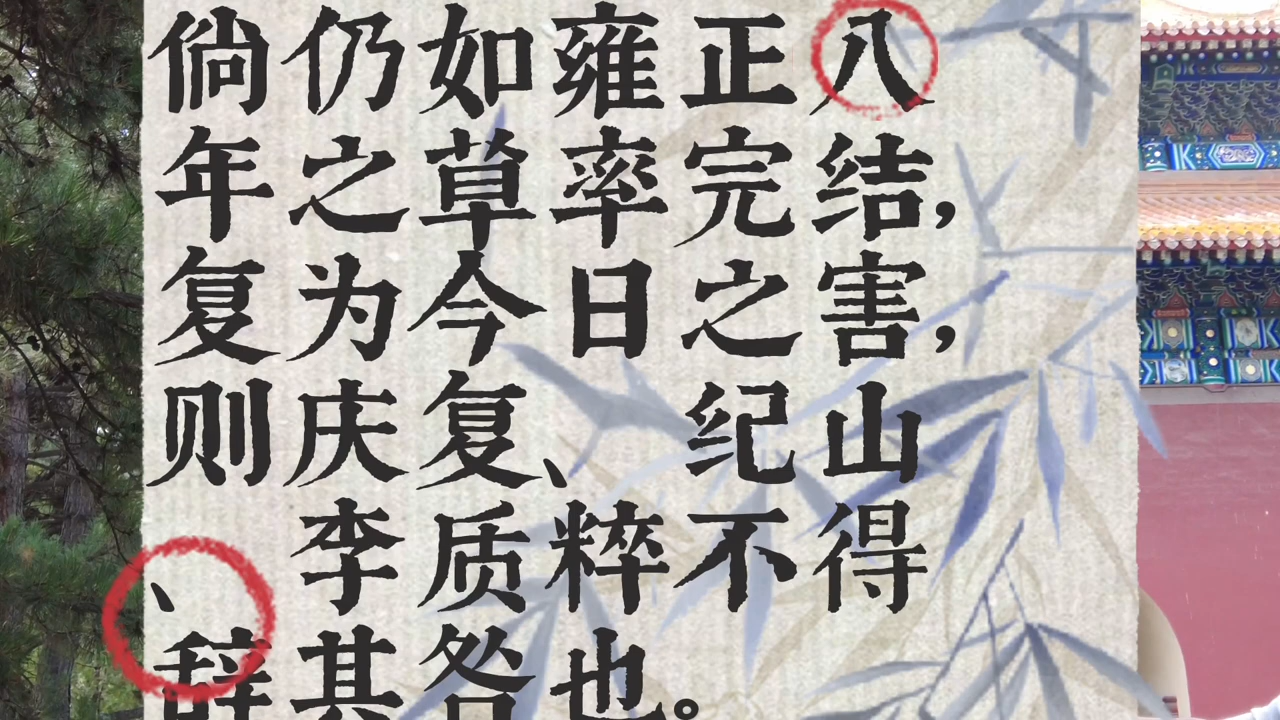 倘仍如雍正八
年之草率完结，
复为今日之害，
则庆复、纪山
、李质粹不得
辞其咎也。